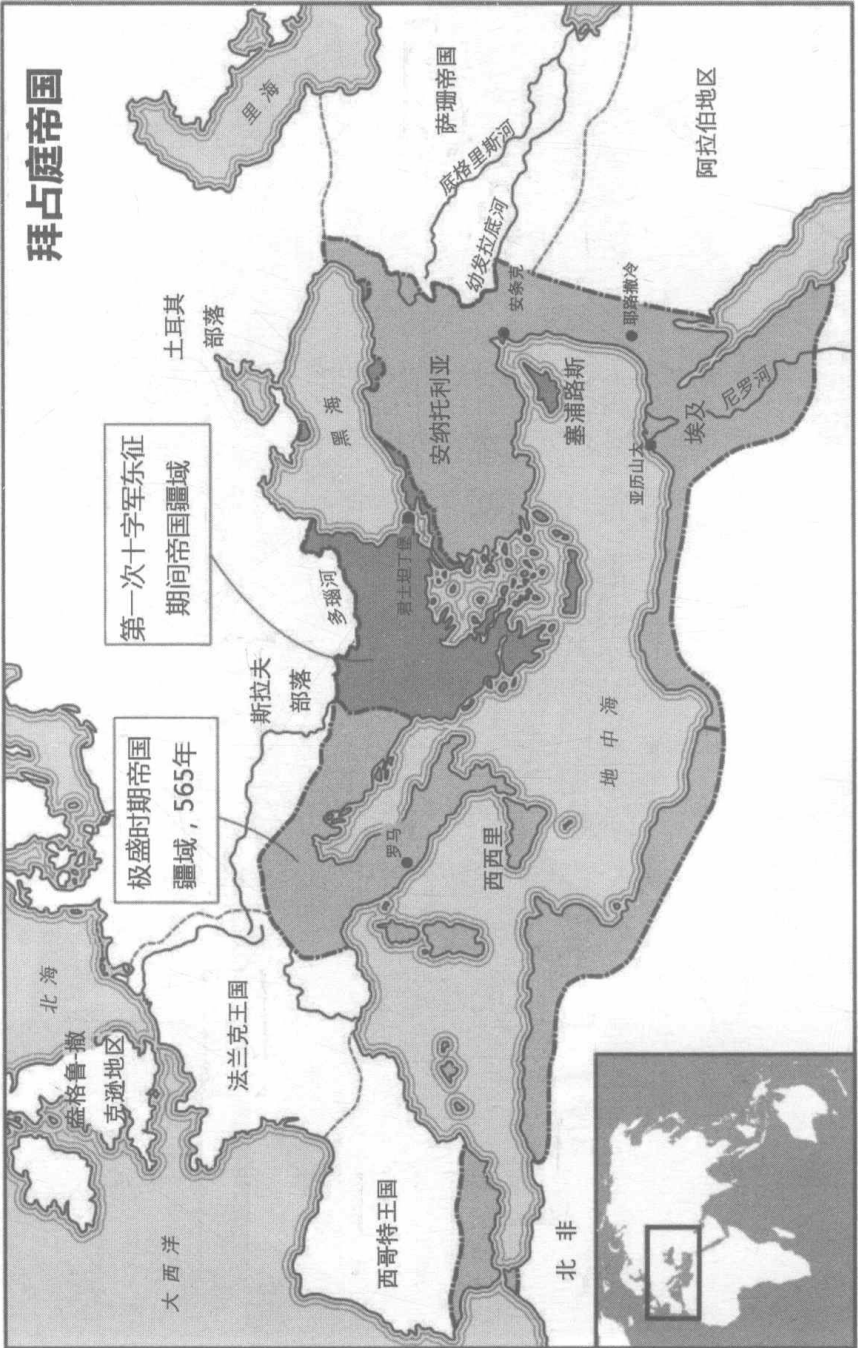 拜占庭帝国
第一次十字军东征
期间帝国疆域
极盛时期帝国
疆域，565年
大西洋
北海
盎格鲁-撒
克逊地区
法兰克王国
西哥特王国
北非
斯拉夫
部落
多瑙河
罗马
西西里
地中海
土耳其
部落
黑海
里海
君士坦丁堡
安纳托利亚
塞浦路斯
安条克
耶路撒冷
亚历山大
埃及
尼罗河
萨珊帝国
底格里斯河
幼发拉底河
阿拉伯地区